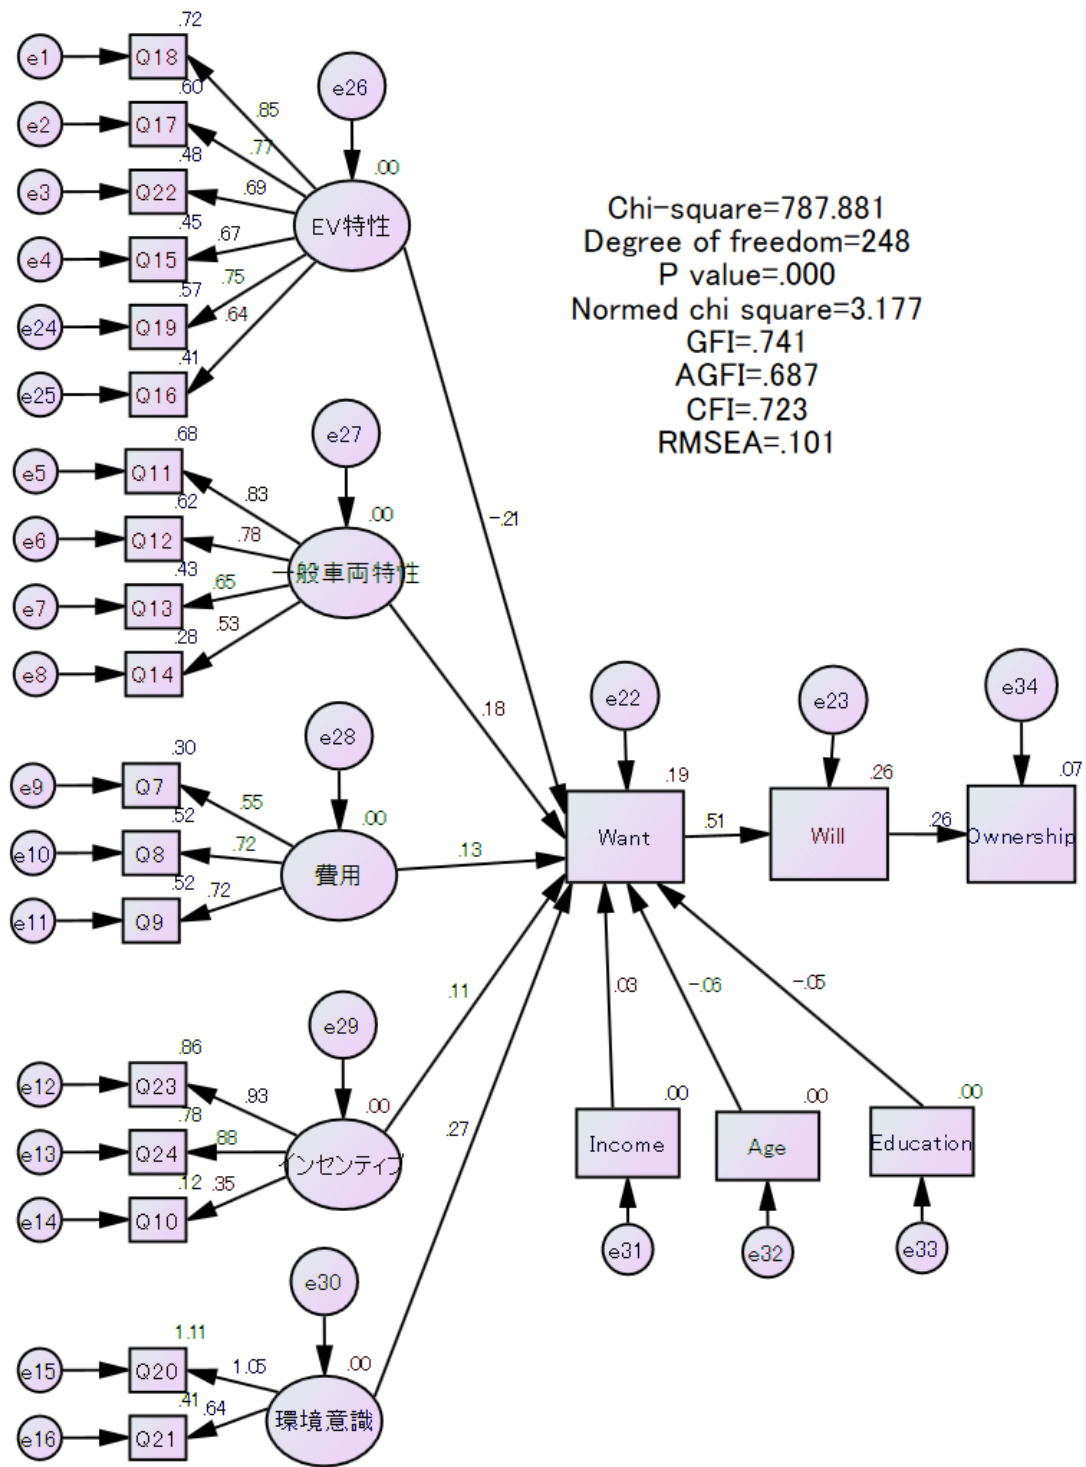 .72
e1
Q18
.85
e26
.60
e2
Q17
.77
.48
.00
e3
Q22
.69
EV特性
.45
e4
Q15
.67
.57
.75
e24
Q19
.64
.41
e25
Q16
Chi-square=787.881
Degree of freedom=248
P value=.000
Normed chi square=3.177
GFI=.741
AGFI=.687
CFI=.723
RMSEA=.101
.68
e27
e5
Q11
.83
.62
.00
-.21
e6
Q12
.78
.43
一般車両特性
e7
Q13
.65
.28
.53
e8
Q14
.18
e22
e23
e34
.30
e28
e9
Q7
.55
.19
.26
.07
.52
.00
e10
Q8
.72
Want
.51
Will
.26
Ownership
.52
.72
費用
.13
e11
Q9
.11
.03
-.06
-.05
.86
e29
e12
Q23
.93
.78
.00
.00
.00
.00
e13
Q24
.88
インセンティブ
.27
Income
Age
Education
.12
.35
e14
Q10
e31
e32
e33
e30
1.11
e15
Q20
1.05
.00
.41
.64
環境意識
e16
Q21